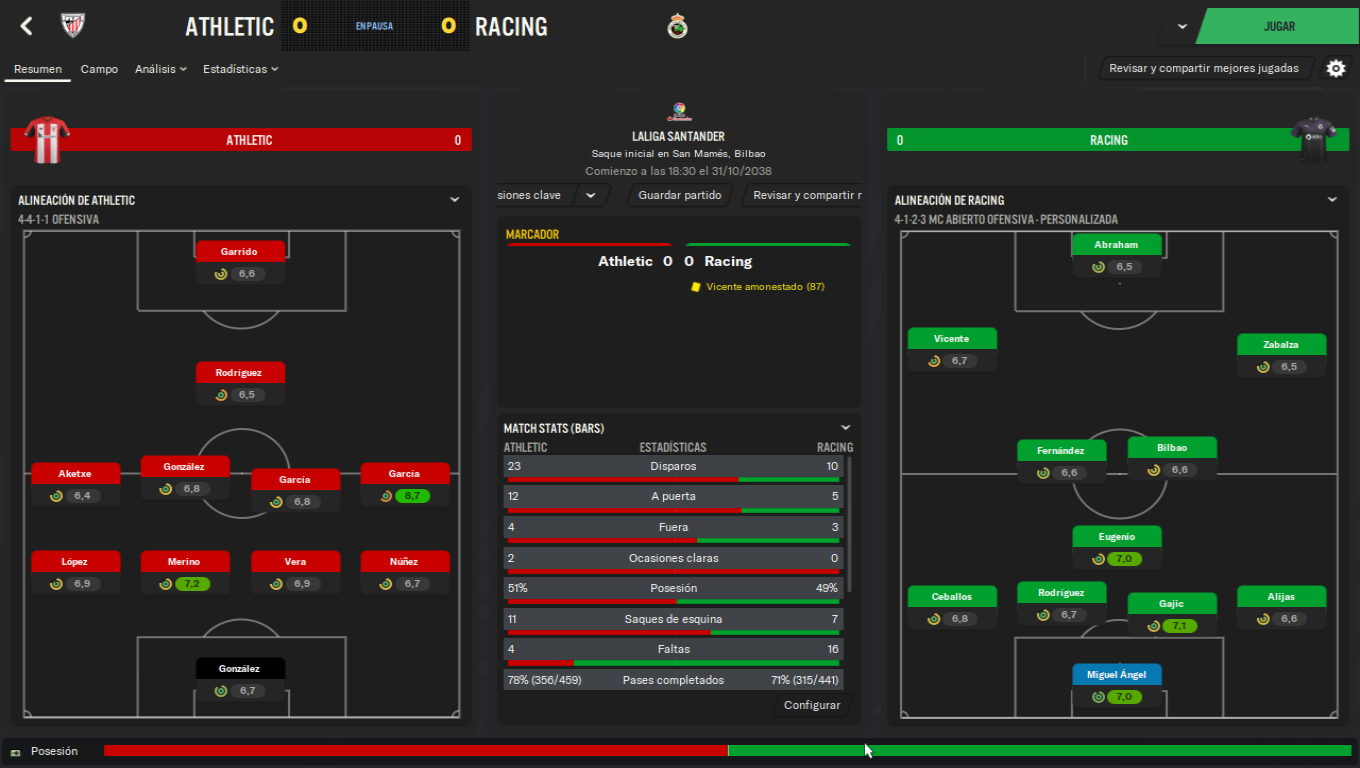 ATHLETIC 0 EN PAUSA 0 RACING
JUGAR
Resumen Campo Análisis Estadísticas
Revisar y compartir mejores jugadas
ATHLETIC 0
ALINEACIÓN DE ATHLETIC
4-4-1-1 OFENSIVA
Garrido
6,6
Rodríguez
6,5
Aketxe
6,4
González
6,8
García
6,8
García
8,7
López
6,9
Merino
7,2
Vera
6,9
Núñez
6,7
González
6,7
LALIGA SANTANDER
Saque inicial en San Mamés, Bilbao
Comienzo a las 18:30 el 31/10/2038
siones clave Guardar partido Revisar y compartir r
MARCADOR
Athletic 0 0 Racing
Vicente amonestado (87)
MATCH STATS (BARS)
ATHLETIC ESTADÍSTICAS RACING
23 Disparos 10
12 A puerta 5
4 Fuera 3
2 Ocasiones claras 0
51% Posesión 49%
11 Saques de esquina 7
4 Faltas 16
78% (356/459) Pases completados 71% (315/441)
Configurar
0 RACING
ALINEACIÓN DE RACING
4-1-2-3 MC ABIERTO OFENSIVA - PERSONALIZADA
Abraham
6,5
Vicente
6,7
Zabalza
6,5
Fernández
6,6
Bilbao
6,6
Eugenio
7,0
Ceballos
6,8
Rodríguez
6,7
Gajic
7,1
Alijas
6,6
Miguel Ángel
7,0
Posesión